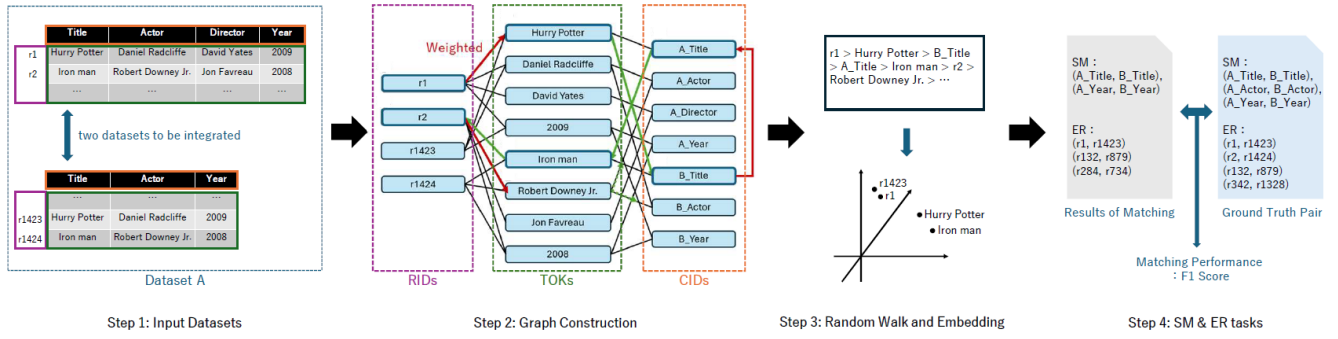 Title Actor Director Year
r1 Hurry Potter Daniel Radcliffe David Yates 2009
r2 Iron man Robert Downey Jr. Jon Favreau 2008
... ... ... ...
two datasets to be integrated
Title Actor Year
... ... ...
r1423 Hurry Potter Daniel Radcliffe 2009
r1424 Iron man Robert Downey Jr. 2008
Dataset A
Step 1: Input Datasets
Weighted
r1
r2
r1423
r1424
RIDs
Hurry Potter
Daniel Radcliffe
David Yates
2009
Iron man
Robert Downey Jr.
Jon Favreau
2008
TOKs
A_Title
A_Actor
A_Director
A_Year
B_Title
B_Actor
B_Year
CIDs
Step 2: Graph Construction
r1 > Hurry Potter > B_Title
> A_Title > Iron man > r2 >
Robert Downey Jr. > ...
r1423
r1
Hurry Potter
Iron man
Step 3: Random Walk and Embedding
SM :
(A_Title, B_Title),
(A_Year, B_Year)
ER :
(r1, r1423)
(r132, r879)
(r284, r734)
Results of Matching
SM :
(A_Title, B_Title),
(A_Actor, B_Actor),
(A_Year, B_Year)
ER :
(r1, r1423)
(r2, r1424)
(r132, r879)
(r342, r1328)
Ground Truth Pair
Matching Performance
: F1 Score
Step 4: SM & ER tasks